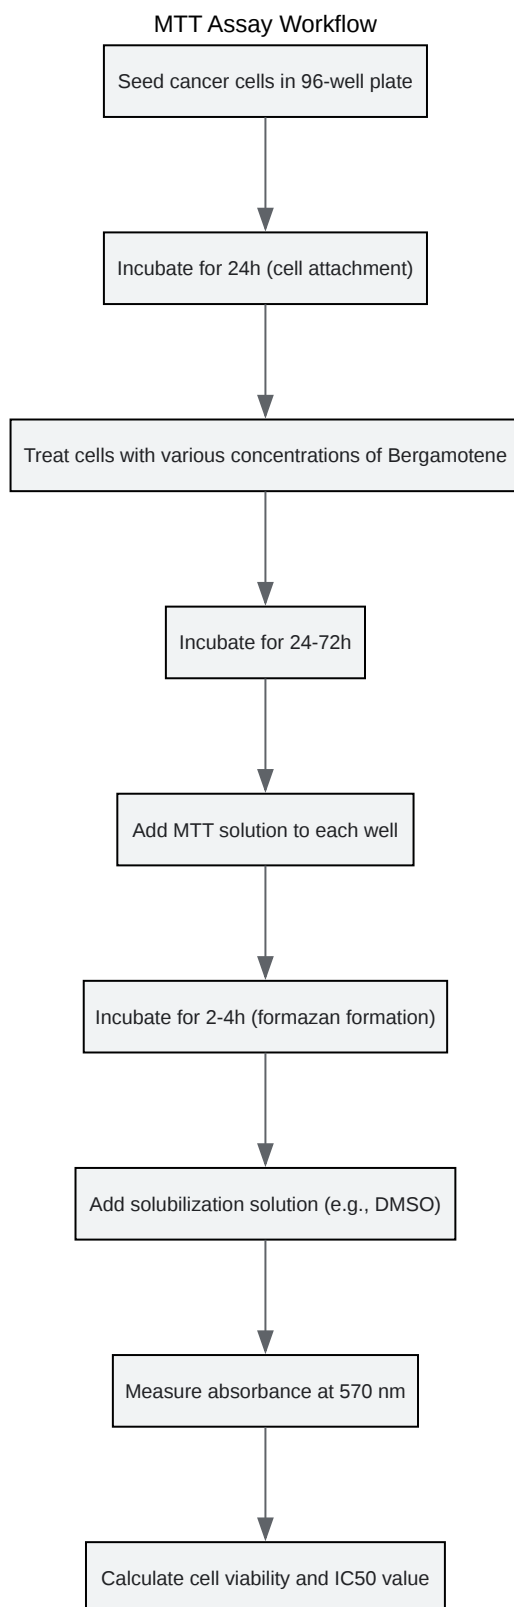 MTT Assay Workflow
Seed cancer cells in 96-well plate
Incubate for 24h (cell attachment)
Treat cells with various concentrations of Bergamotene
Incubate for 24-72h
Add MTT solution to each well
Incubate for 2-4h (formazan formation)
Add solubilization solution (e.g., DMSO)
Measure absorbance at 570 nm
Calculate cell viability and IC50 value